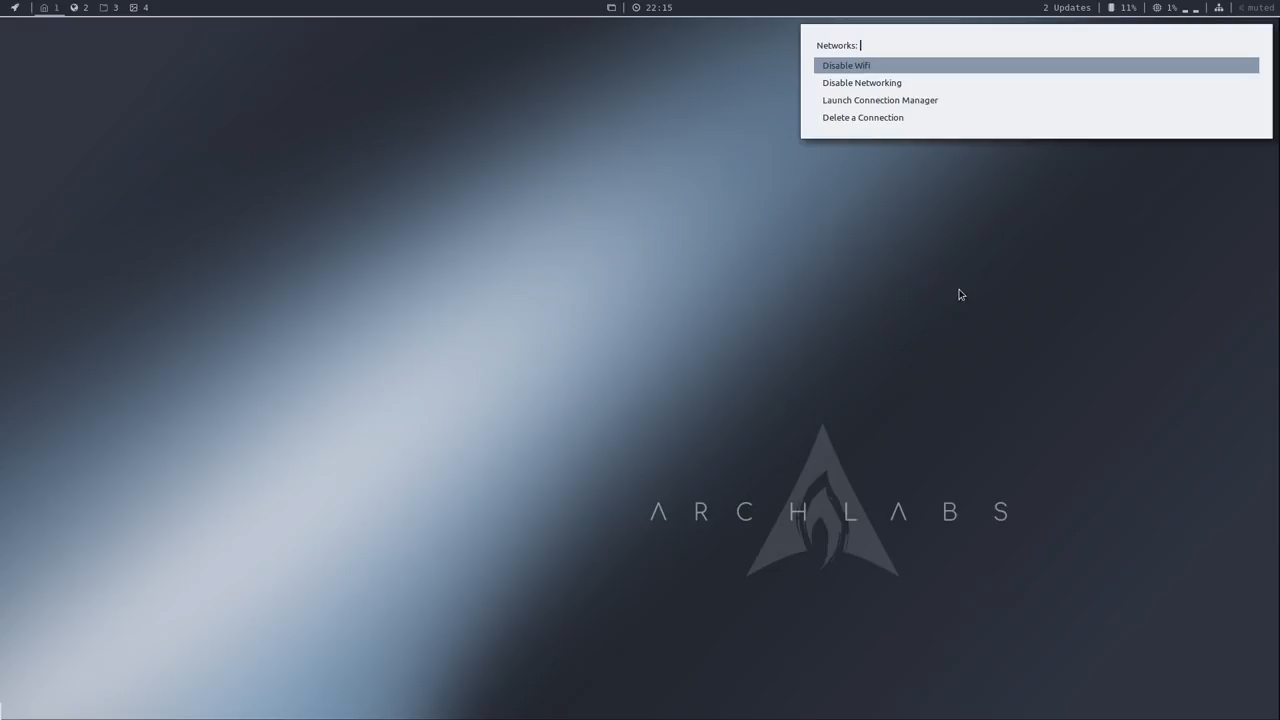 1 2 3 4 22:15 2 Updates 11% 1% muted
Networks:
Disable Wifi
Disable Networking
Launch Connection Manager
Delete a Connection
ARCHLABS